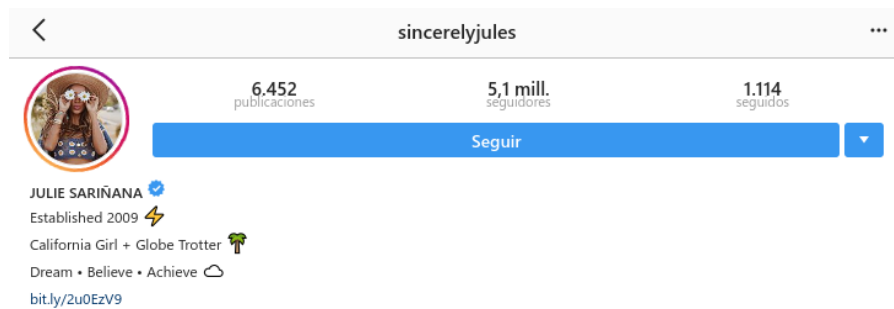 sincerelyjules
6.452 5,1 mill. 1.114
publicaciones seguidores seguidos
Seguir
JULIE SARIÑANA
Established 2009 ⚡
California Girl + Globe Trotter 🌴
Dream • Believe • Achieve ☁
bit.ly/2u0EzV9